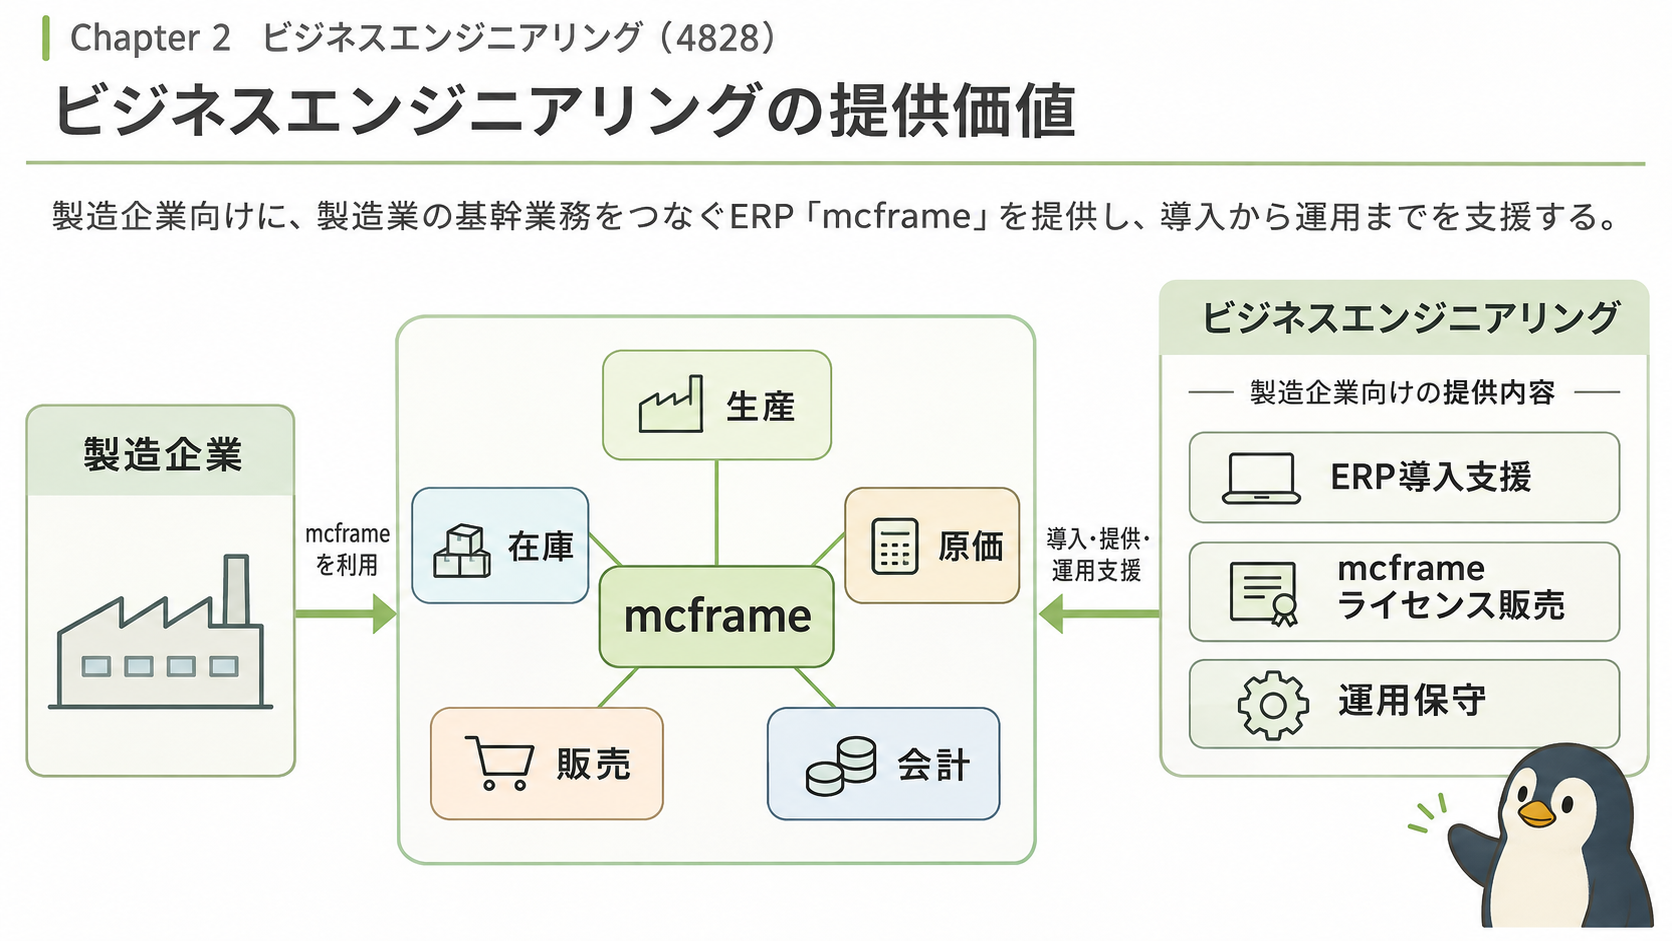 Chapter 2 ビジネスエンジニアリング（4828）
ビジネスエンジニアリングの提供価値
製造企業向けに、製造業の基幹業務をつなぐERP「mcframe」を提供し、導入から運用までを支援する。
製造企業
mcframe
を利用
生産
在庫
原価
mcframe
販売
会計
導入・提供・
運用支援
ビジネスエンジニアリング
製造企業向けの提供内容
ERP導入支援
mcframe
ライセンス販売
運用保守